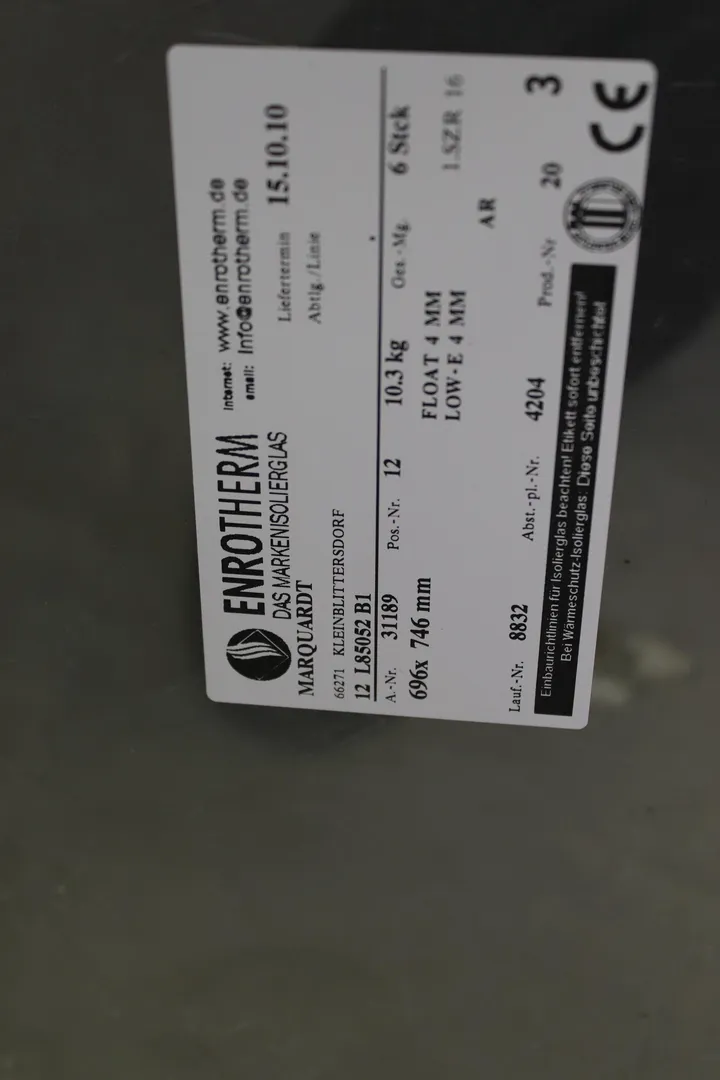 ENROTHERM
DAS MARKENISOLIERGLAS
Internet: www.enrotherm.de
email: Info@enrotherm.de
MARQUARDT
Liefertermin 15.10.10
66271 KLEINBLITTERSDORF
Abtlg./Linie
12 L85052 B1
A.-Nr. 31189 Pos.-Nr. 12 10.3 kg Ges.-Mg. 6 Stck
696x 746 mm
FLOAT 4 MM
LOW-E 4 MM
1.SZR 16
AR
Lauf.-Nr. 8832 Abst.-pl.-Nr. 4204 Prod.-Nr 20 3
Einbaurichtlinien für Isolierglas beachten! Etikett sofort entfernen!
Bei Wärmeschutz-Isolierglas: Diese Seite unbeschichtet
CE